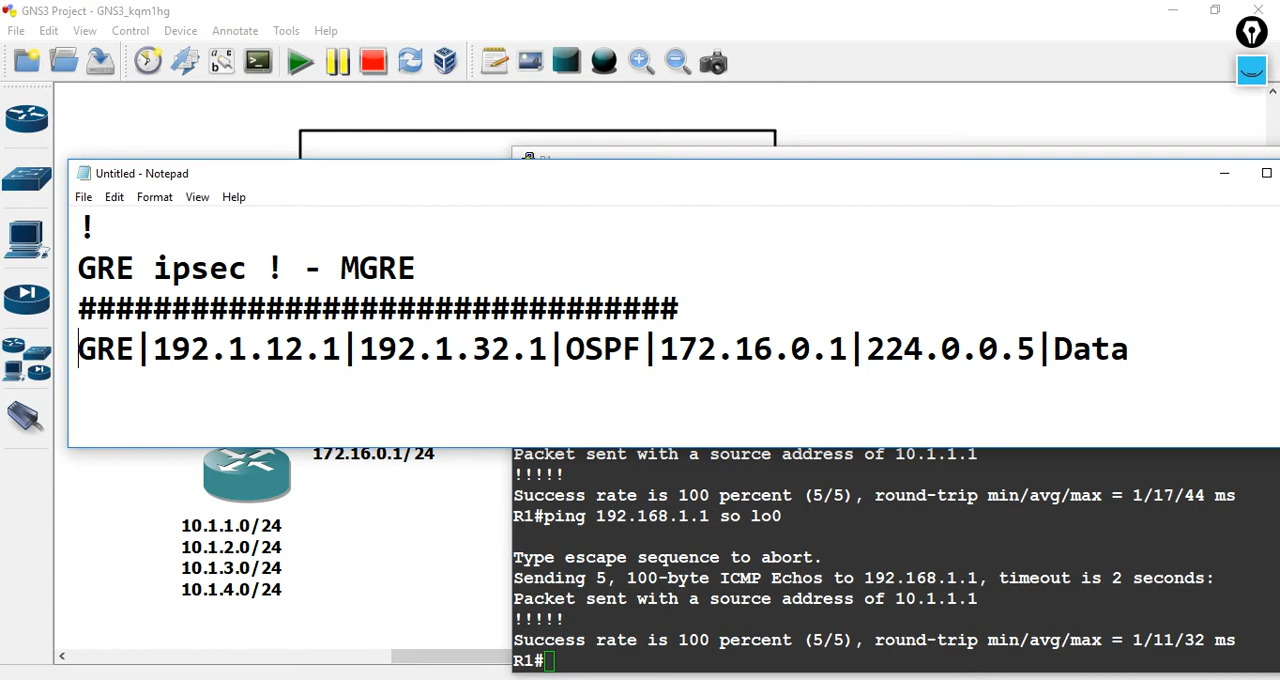 GNS3 Project - GNS3_kqm1hg
File Edit View Control Device Annotate Tools Help
Untitled - Notepad
File Edit Format View Help
!
GRE ipsec ! - MGRE
################################
GRE|192.1.12.1|192.1.32.1|OSPF|172.16.0.1|224.0.0.5|Data
172.16.0.1/24
10.1.1.0/24
10.1.2.0/24
10.1.3.0/24
10.1.4.0/24
Packet sent with a source address of 10.1.1.1
!!!!!
Success rate is 100 percent (5/5), round-trip min/avg/max = 1/17/44 ms
R1#ping 192.168.1.1 so lo0
Type escape sequence to abort.
Sending 5, 100-byte ICMP Echos to 192.168.1.1, timeout is 2 seconds:
Packet sent with a source address of 10.1.1.1
!!!!!
Success rate is 100 percent (5/5), round-trip min/avg/max = 1/11/32 ms
R1#